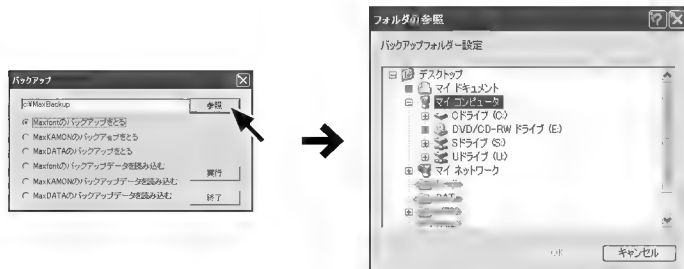 バックアップ
c:¥MaxBackup
参照
Maxfontのバックアップをとる
MaxKAMONのバックアップをとる
MaxDATAのバックアップをとる
Maxfontのバックアップデータを読み込む
MaxKAMONのバックアップデータを読み込む
MaxDATAのバックアップデータを読み込む
実行
終了
フォルダの参照
バックアップフォルダー設定
デスクトップ
マイ ドキュメント
マイ コンピュータ
Cドライブ (C:)
DVD/CD-RW ドライブ (E:)
Sドライブ (S:)
Uドライブ (U:)
マイ ネットワーク
OK
キャンセル